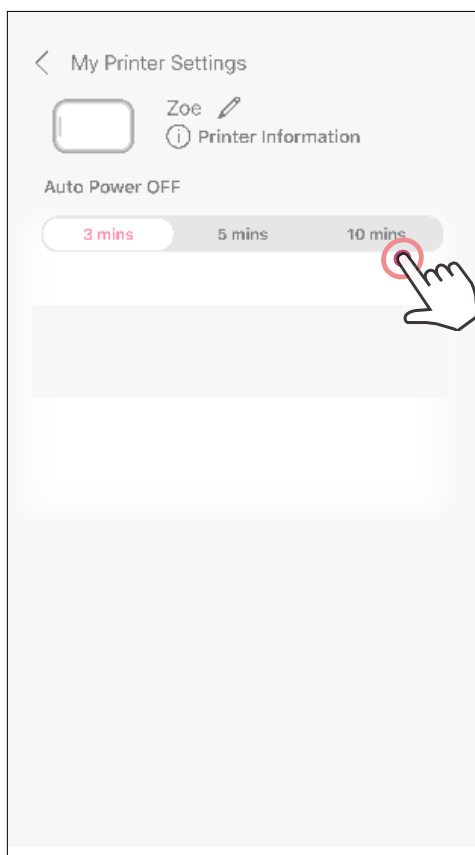 My Printer Settings
Zoe
Printer Information
Auto Power OFF
3 mins 5 mins 10 mins